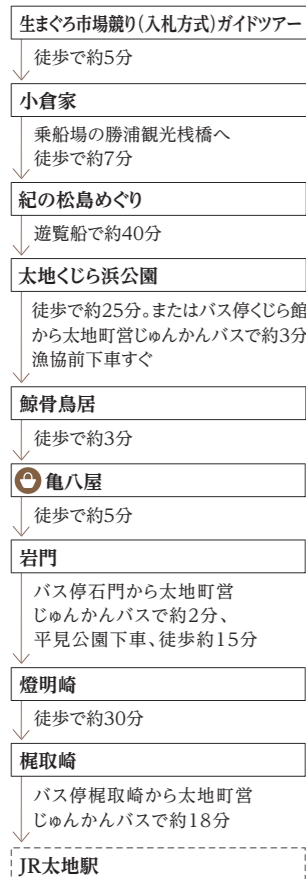 生まぐろ市場競り(入札方式)ガイドツアー
徒歩で約5分
小倉家
乗船場の勝浦観光桟橋へ
徒歩で約7分
紀の松島めぐり
遊覧船で約40分
太地くじら浜公園
徒歩で約25分。またはバス停くじら館
から太地町営じゅんかんバスで約3分
漁協前下車すぐ
鯨骨鳥居
徒歩で約3分
亀八屋
徒歩で約5分
岩門
バス停石門から太地町営
じゅんかんバスで約2分、
平見公園下車、徒歩約15分
燈明崎
徒歩で約30分
梶取崎
バス停梶取崎から太地町営
じゅんかんバスで約18分
JR太地駅